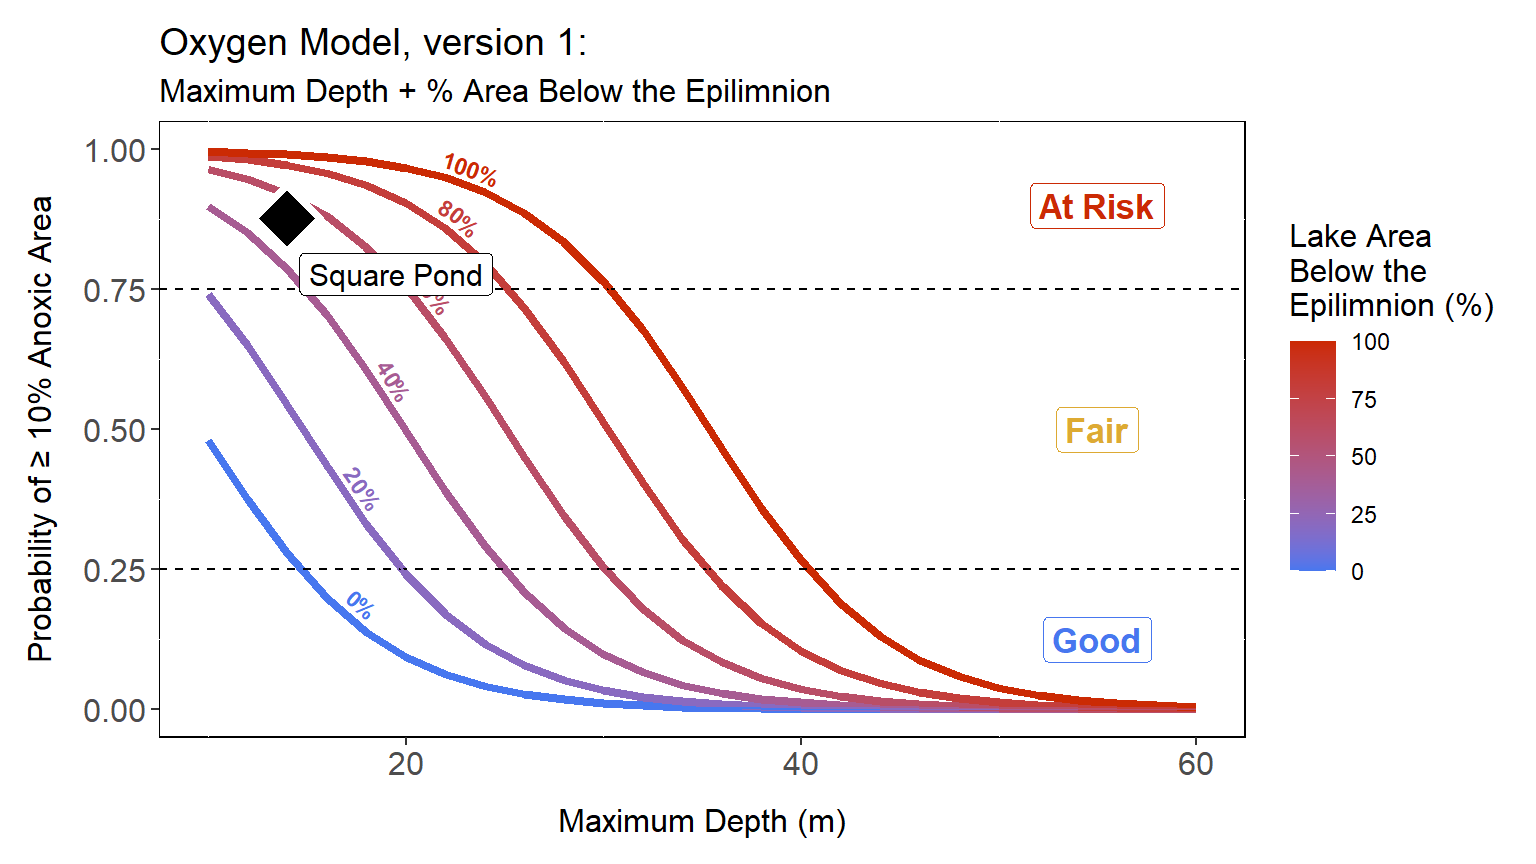 Oxygen Model, version 1:
Maximum Depth + % Area Below the Epilimnion
Probability of ≥ 10% Anoxic Area
1.00
0.75
0.50
0.25
0.00
100%
80%
40%
20%
0%
Square Pond
At Risk
Fair
Good
20
40
60
Maximum Depth (m)
Lake Area
Below the
Epilimnion (%)
100
75
50
25
0